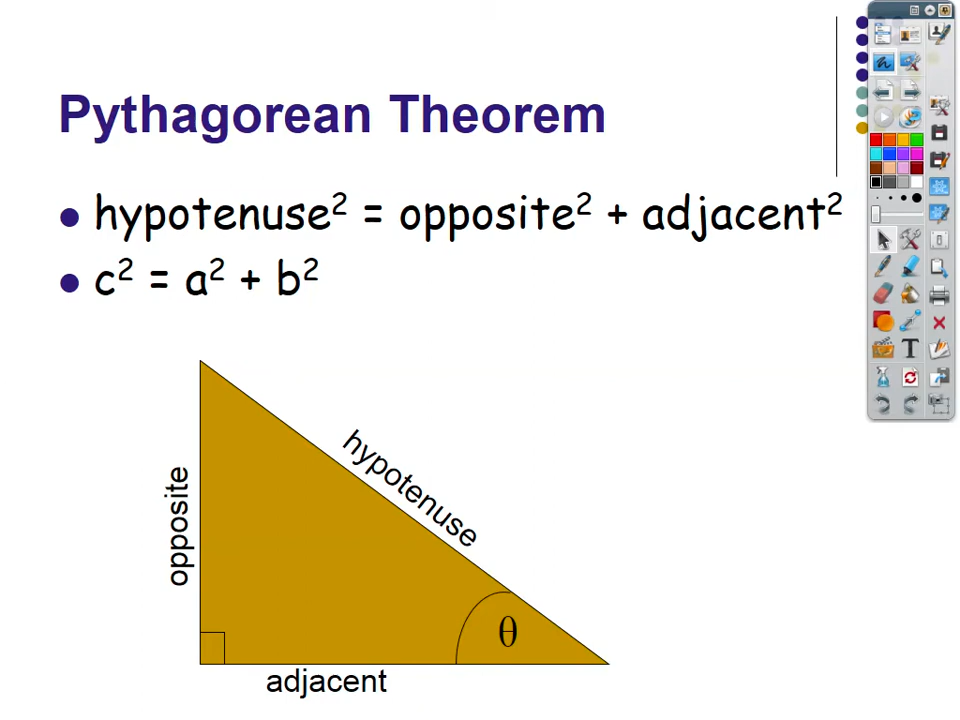 Pythagorean Theorem
● hypotenuse² = opposite² + adjacent²
● c² = a² + b²
hypotenuse
opposite
θ
adjacent
T